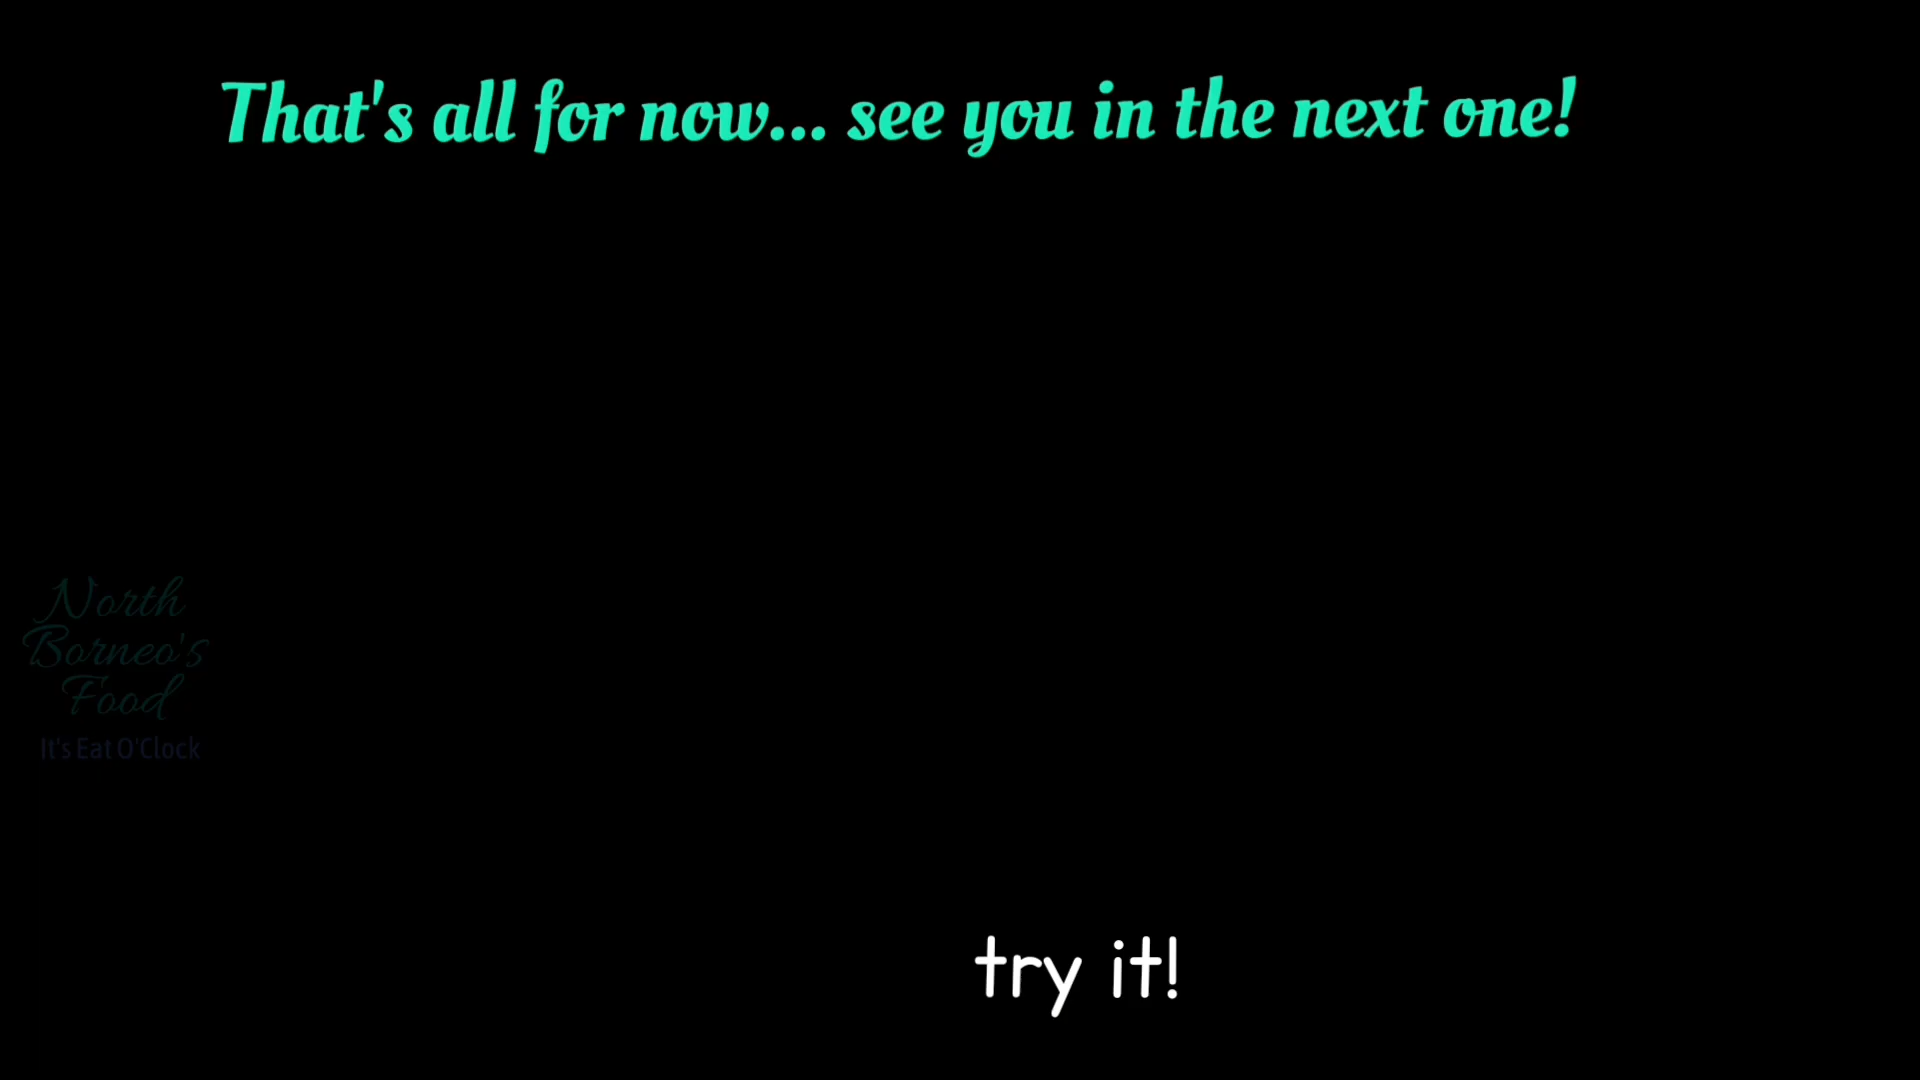 That's all for now... see you in the next one!
North
Borneo's
Food
It's Eat O'Clock
try it!